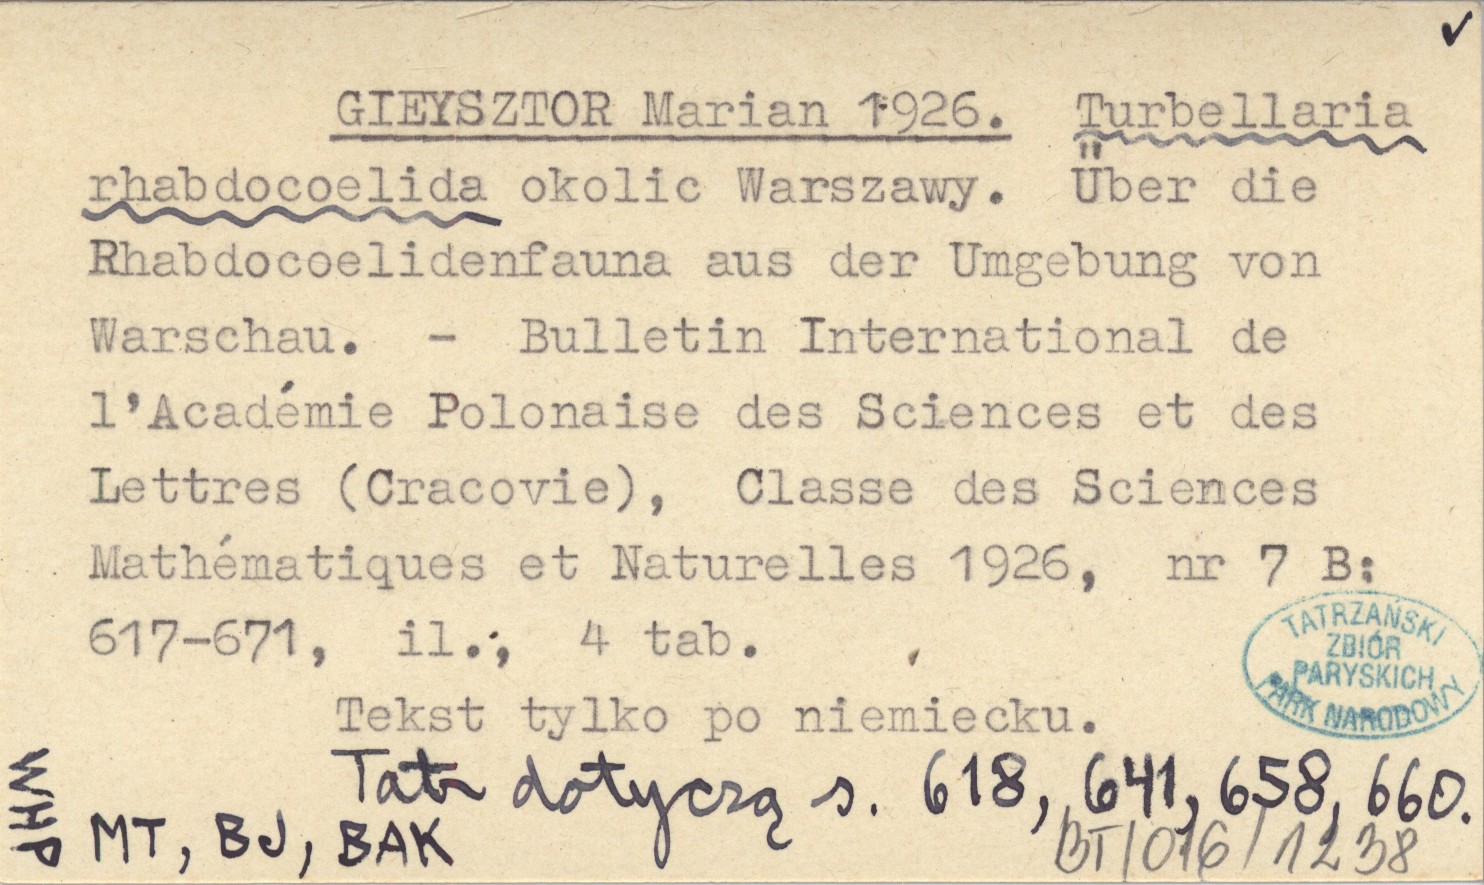 ✓
GIEYSZTOR Marian 1926. Turbellaria
rhabdocoelida okolic Warszawy. Über die
Rhabdocoelidenfauna aus der Umgebung von
Warschau. - Bulletin International de
l'Académie Polonaise des Sciences et des
Lettres (Cracovie), Classe des Sciences
Mathématiques et Naturelles 1926, nr 7 B:
617-671, il., 4 tab.
TATRZAŃSKI
ZBIÓR
PARYSKICH
PARK NARODOWY
Tekst tylko po niemiecku.
Tatr dotyczą s. 618, 641, 658, 660.
WHP
MT, BJ, BAK
BT/016/1238